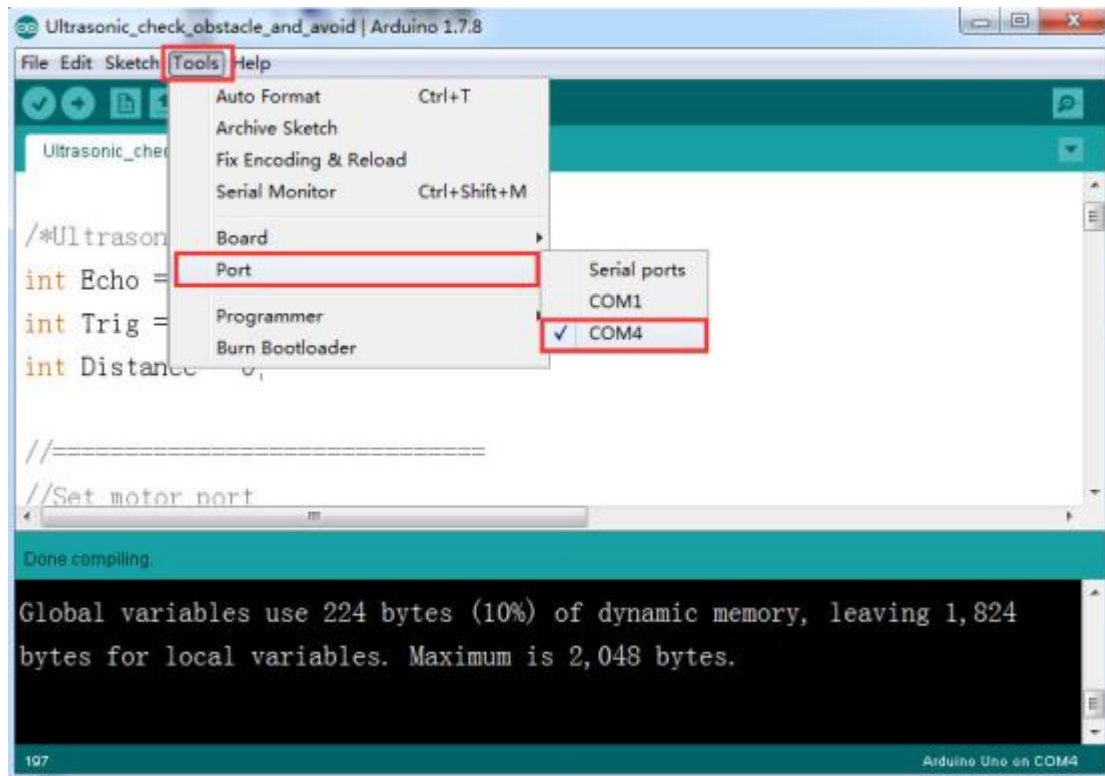 Ultrasonic_check_obstacle_and_avoid | Arduino 1.7.8
File Edit Sketch Tools Help
Auto Format Ctrl+T
Archive Sketch
Fix Encoding & Reload
Serial Monitor Ctrl+Shift+M
Board
Port
Programmer
Burn Bootloader
Serial ports
COM1
COM4
Ultrasonic_chec
/*Ultrason
int Echo =
int Trig =
int Distance
//==============================
//Set motor port
Done compiling.
Global variables use 224 bytes (10%) of dynamic memory, leaving 1,824
bytes for local variables. Maximum is 2,048 bytes.
197 Arduino Uno on COM4